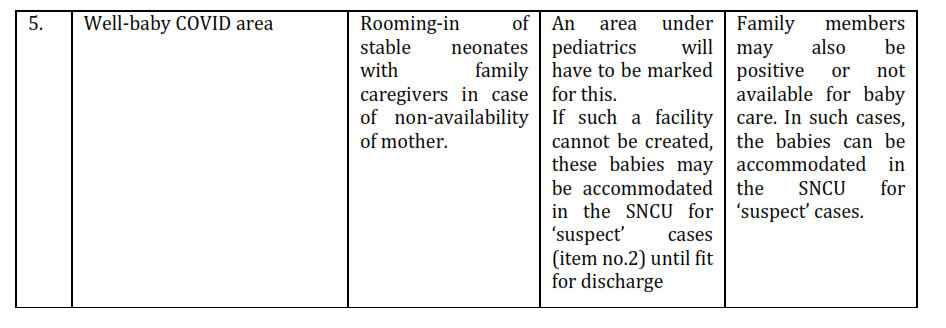 5.
Well-baby COVID area
Rooming-in of
stable neonates
with family
caregivers in case
of non-availability
of mother.
An area under
pediatrics will
have to be marked
for this.
If such a facility
cannot be created,
these babies may
be accommodated
in the SNCU for
‘suspect’ cases
(item no.2) until fit
for discharge
Family members
may also be
positive or not
available for baby
care. In such cases,
the babies can be
accommodated in
the SNCU for
‘suspect’ cases.